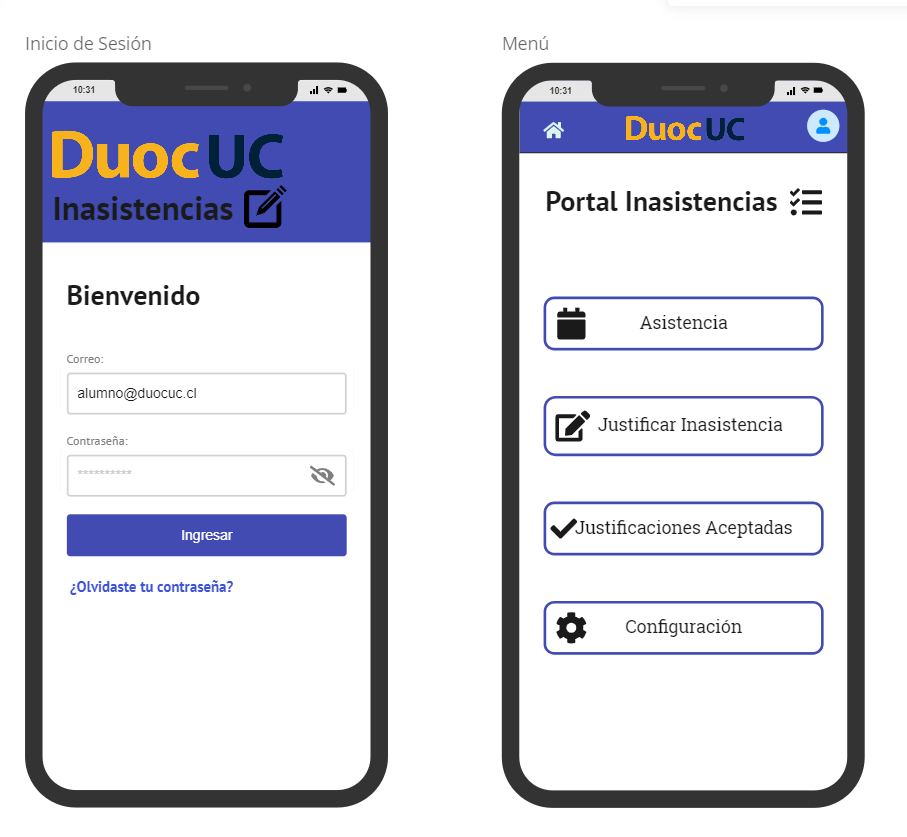 Inicio de Sesión
10:31
DuocUC
Inasistencias
Bienvenido
Correo:
alumno@duocuc.cl
Contraseña:
**********
Ingresar
¿Olvidaste tu contraseña?
Menú
10:31
DuocUC
Portal Inasistencias
Asistencia
Justificar Inasistencia
Justificaciones Aceptadas
Configuración